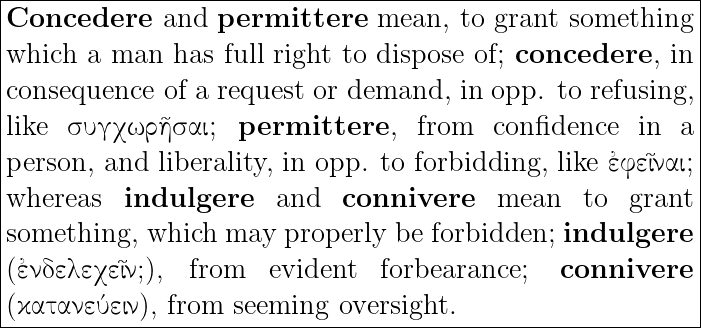 Concedere and permittere mean, to grant something
which a man has full right to dispose of; concedere, in
consequence of a request or demand, in opp. to refusing,
like συγχωρῆσαι; permittere, from confidence in a
person, and liberality, in opp. to forbidding, like ἐφεῖναι;
whereas indulgere and connivere mean to grant
something, which may properly be forbidden; indulgere
(ἐνδελεχεῖν;), from evident forbearance; connivere
(κατανεύειν), from seeming oversight.